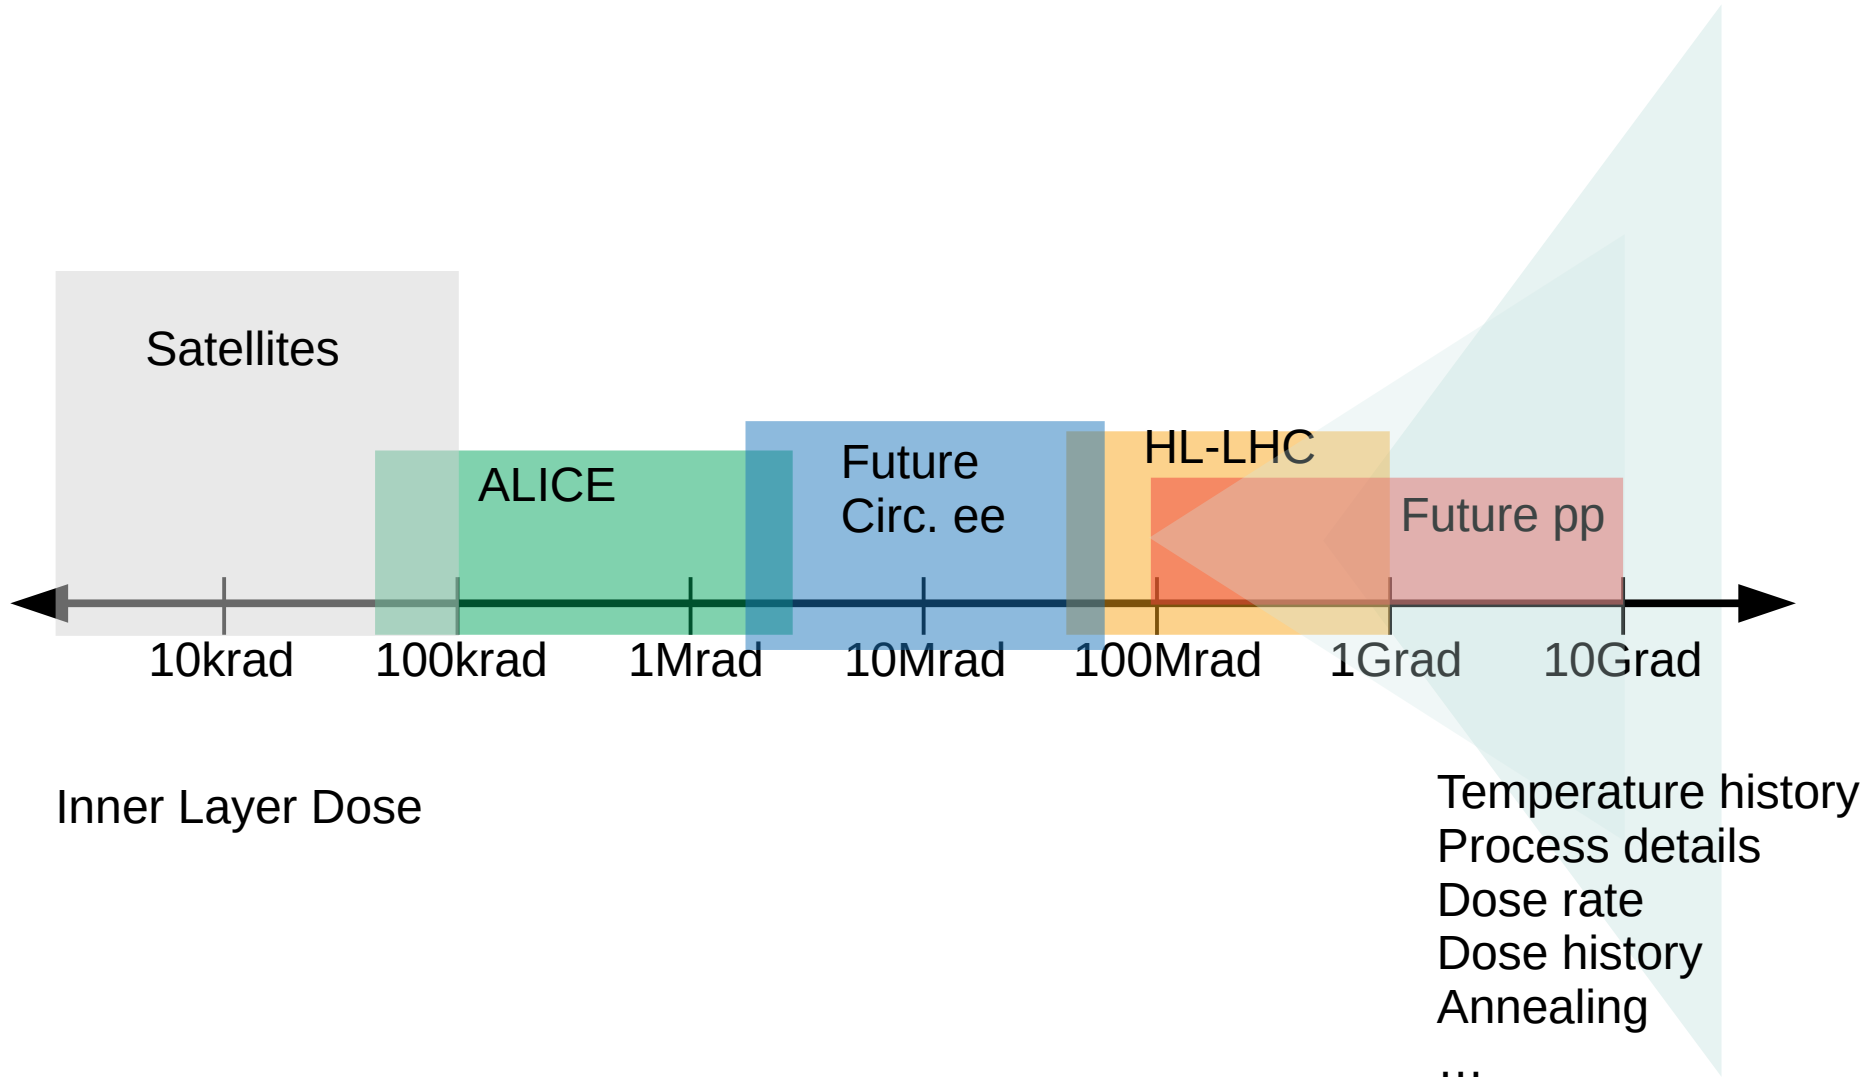 Satellites
ALICE
Future
Circ. ee
HL-LHC
Future pp
10krad
100krad
1Mrad
10Mrad
100Mrad
1Grad
10Grad
Inner Layer Dose
Temperature history
Process details
Dose rate
Dose history
Annealing
...